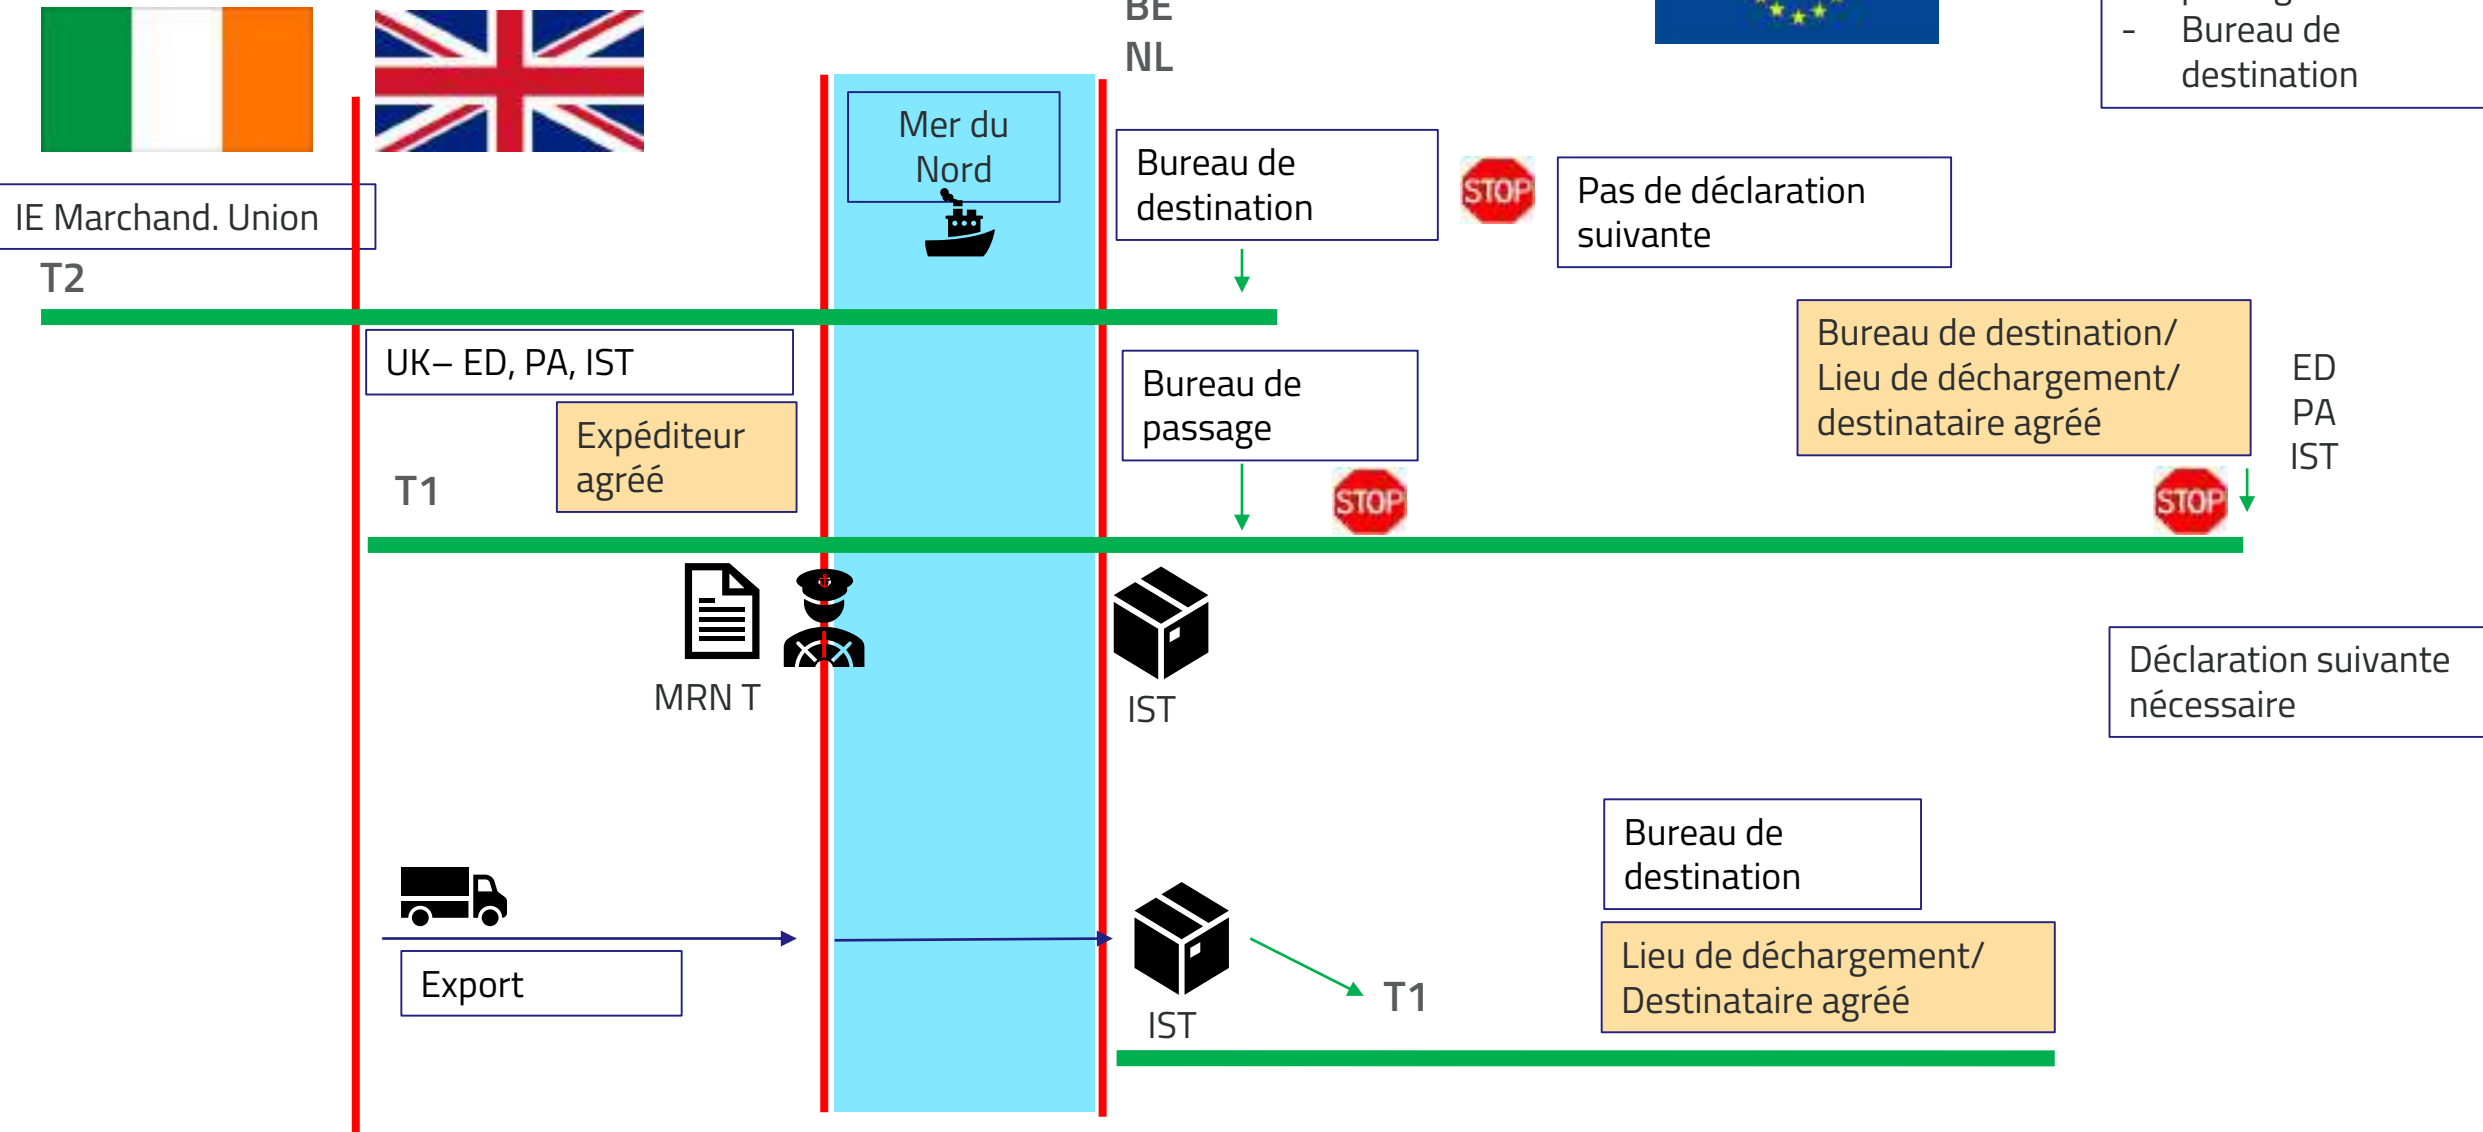 BE
NL
- Bureau de
destination
Mer du
Nord
Bureau de
destination
STOP
Pas de déclaration
suivante
IE Marchand. Union
T2
UK– ED, PA, IST
Expéditeur
agréé
T1
Bureau de
passage
STOP
Bureau de destination/
Lieu de déchargement/
destinataire agréé
ED
PA
IST
STOP
MRN T
IST
Déclaration suivante
nécessaire
Export
IST
T1
Bureau de
destination
Lieu de déchargement/
Destinataire agréé